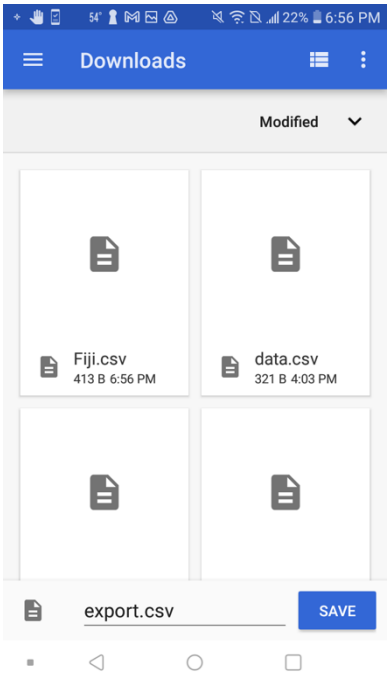 54° 22% 6:56 PM
Downloads
Modified
Fiji.csv
413 B 6:56 PM
data.csv
321 B 4:03 PM
export.csv
SAVE